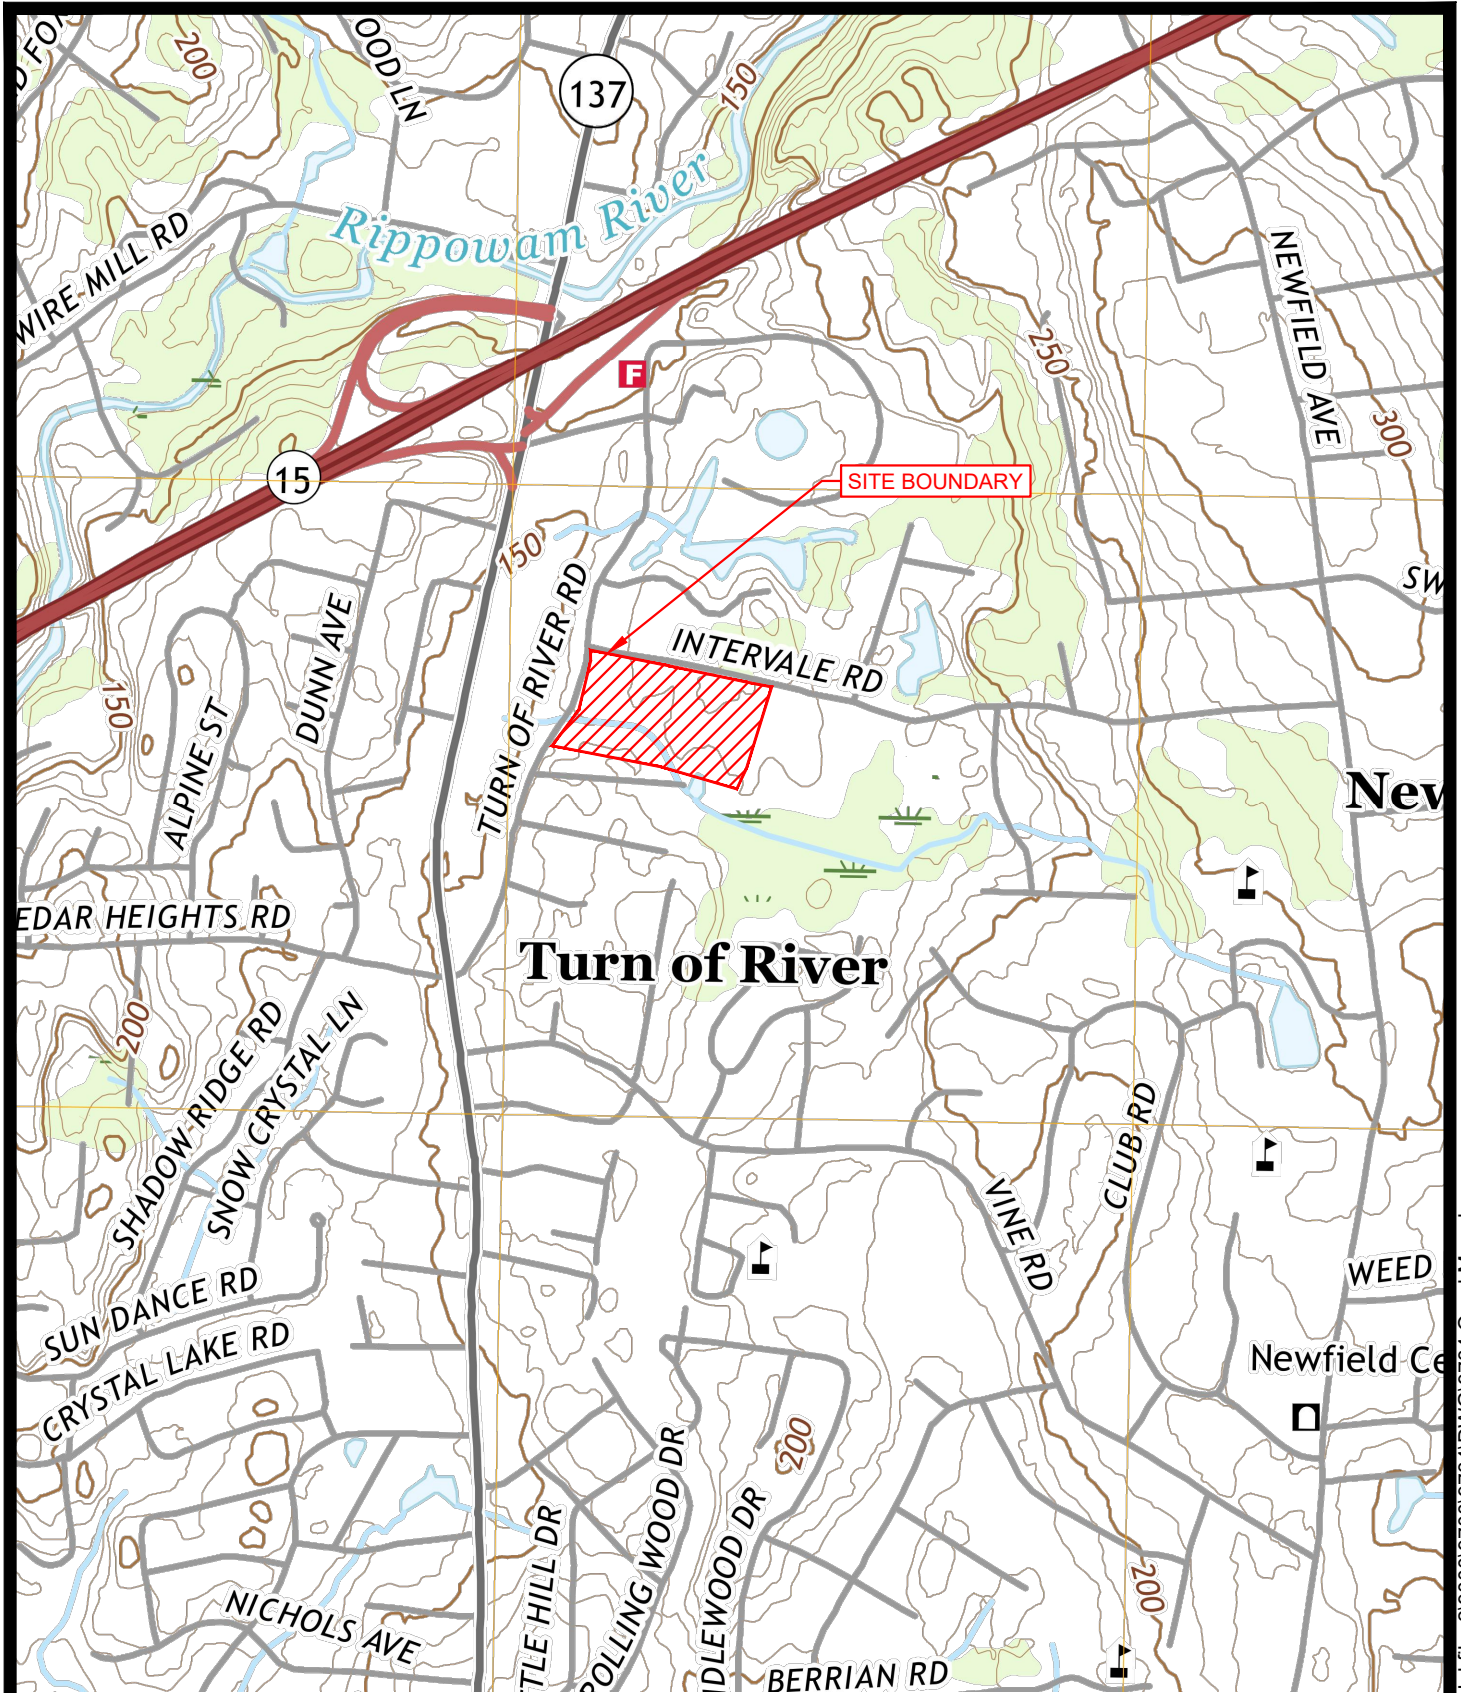 200
OOD LN
137
150
Rippowam River
WIRE MILL RD
NEWFIELD AVE
250
F
300
15
SITE BOUNDARY
150
TURN OF RIVER RD
SW
DUNN AVE
INTERVALE RD
150
ALPINE ST
New
EDAR HEIGHTS RD
Turn of River
200
SHADOW RIDGE RD
SNOW CRYSTAL LN
CLUB RD
VINE RD
WEED
SUN DANCE RD
CRYSTAL LAKE RD
Newfield Ce
200
TLE HILL DR
ROLLING WOOD DR
DLEWOOD DR
200
NICHOLS AVE
BERRIAN RD